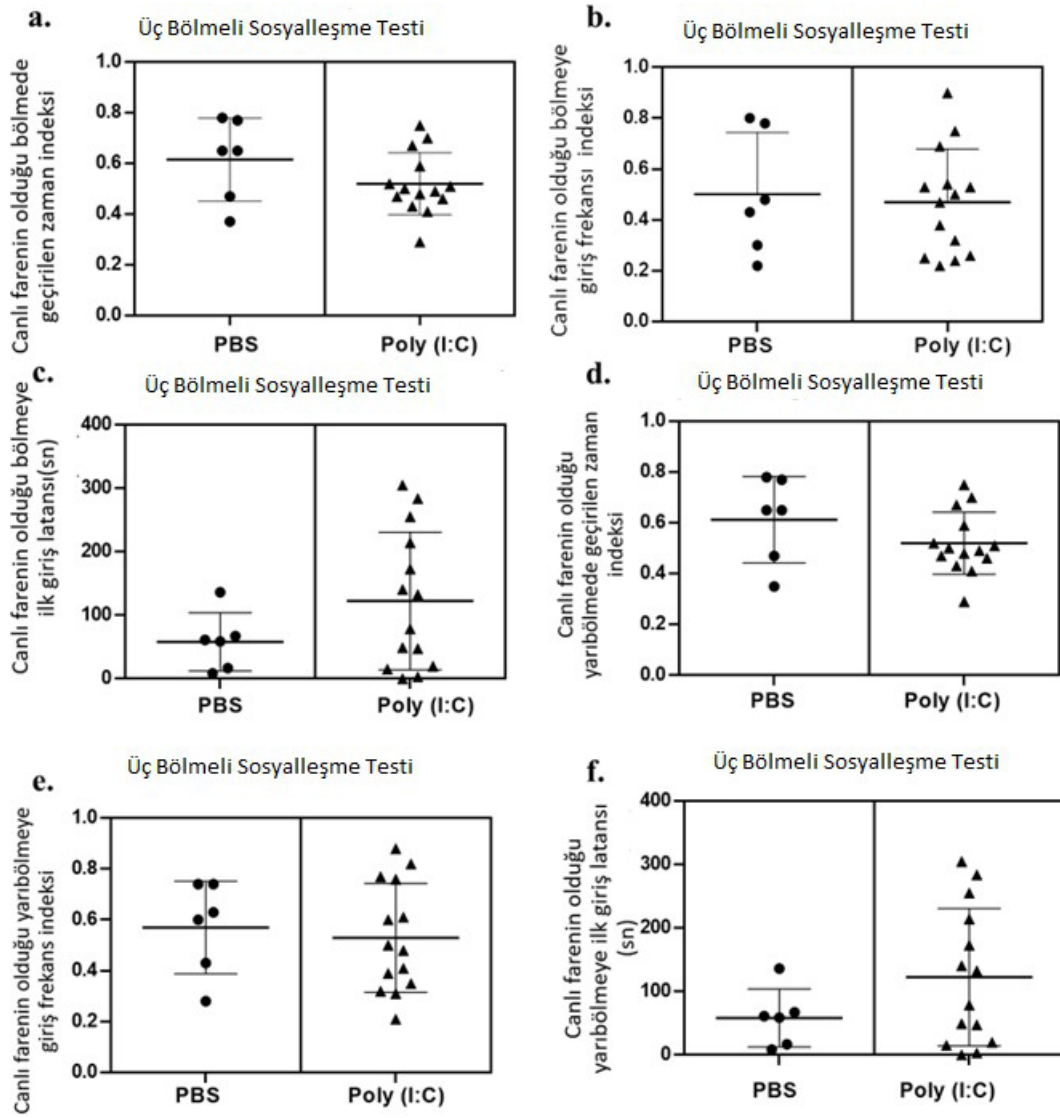 a.
Üç Bölmeli Sosyalleşme Testi
Canlı farenin olduğu bölmede
geçirilen zaman indeksi
1.0
0.8
0.6
0.4
0.2
0.0
PBS
Poly (I:C)
b.
Üç Bölmeli Sosyalleşme Testi
Canlı farenin olduğu bölmeye
giriş frekansı indeksi
1.0
0.8
0.6
0.4
0.2
0.0
PBS
Poly (I:C)
c.
Üç Bölmeli Sosyalleşme Testi
Canlı farenin olduğu bölmeye
ilk giriş latansı(sn)
400
300
200
100
0
PBS
Poly (I:C)
d.
Üç Bölmeli Sosyalleşme Testi
Canlı farenin olduğu
yarıbölmede geçirilen zaman
indeksi
1.0
0.8
0.6
0.4
0.2
0.0
PBS
Poly (I:C)
e.
Üç Bölmeli Sosyalleşme Testi
Canlı farenin olduğu yarıbölmeye
giriş frekans indeksi
1.0
0.8
0.6
0.4
0.2
0.0
PBS
Poly (I:C)
f.
Üç Bölmeli Sosyalleşme Testi
Canlı farenin olduğu
yarıbölmeye ilk giriş latansı
(sn)
400
300
200
100
0
PBS
Poly (I:C)